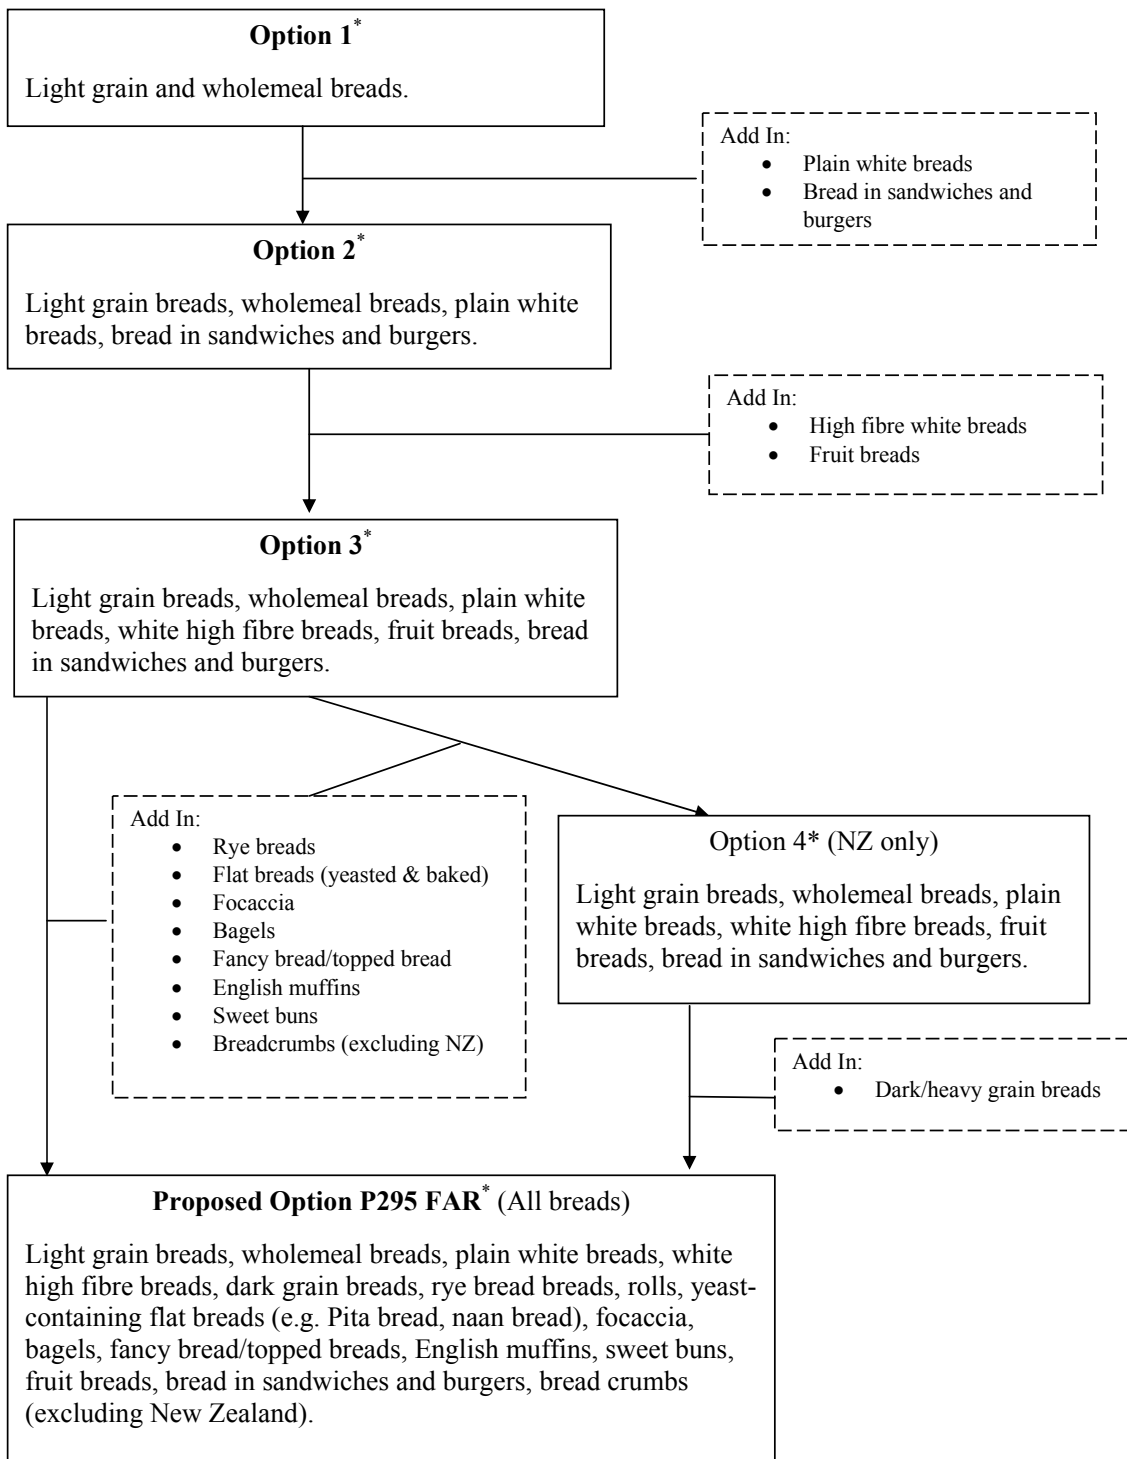 Option 1*
Light grain and wholemeal breads.
Add In:
• Plain white breads
• Bread in sandwiches and
burgers
Option 2*
Light grain breads, wholemeal breads, plain white
breads, bread in sandwiches and burgers.
Add In:
• High fibre white breads
• Fruit breads
Option 3*
Light grain breads, wholemeal breads, plain white
breads, white high fibre breads, fruit breads, bread
in sandwiches and burgers.
Add In:
• Rye breads
• Flat breads (yeasted & baked)
• Focaccia
• Bagels
• Fancy bread/topped bread
• English muffins
• Sweet buns
• Breadcrumbs (excluding NZ)
Option 4* (NZ only)
Light grain breads, wholemeal breads, plain
white breads, white high fibre breads, fruit
breads, bread in sandwiches and burgers.
Add In:
• Dark/heavy grain breads
Proposed Option P295 FAR* (All breads)
Light grain breads, wholemeal breads, plain white breads, white
high fibre breads, dark grain breads, rye bread breads, rolls, yeast-
containing flat breads (e.g. Pita bread, naan bread), focaccia,
bagels, fancy bread/topped breads, English muffins, sweet buns,
fruit breads, bread in sandwiches and burgers, bread crumbs
(excluding New Zealand).